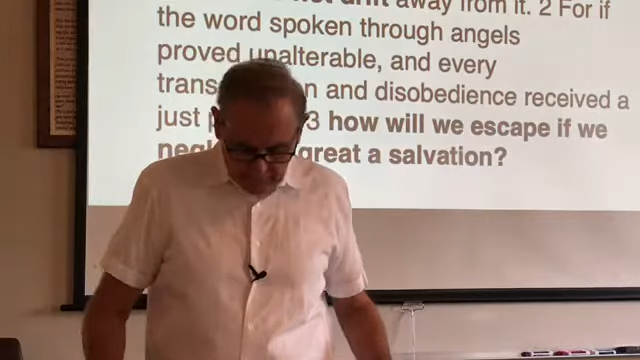 drift away from it. 2 For if
the word spoken through angels
proved unalterable, and every
and disobedience received a
just 3 how will we escape if we
great a salvation?